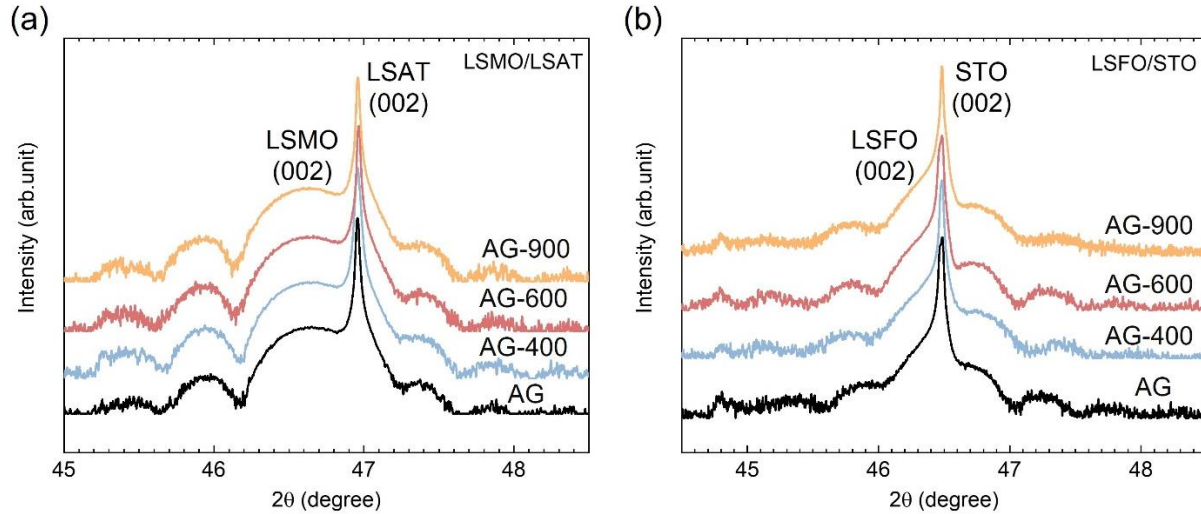 (a)
LSMO/LSAT
LSAT
(002)
LSMO
(002)
AG-900
AG-600
AG-400
AG
Intensity (arb.unit)
45
46
47
48
2θ (degree)
(b)
LSFO/STO
STO
(002)
LSFO
(002)
AG-900
AG-600
AG-400
AG
Intensity (arb.unit)
45
46
47
48
2θ (degree)